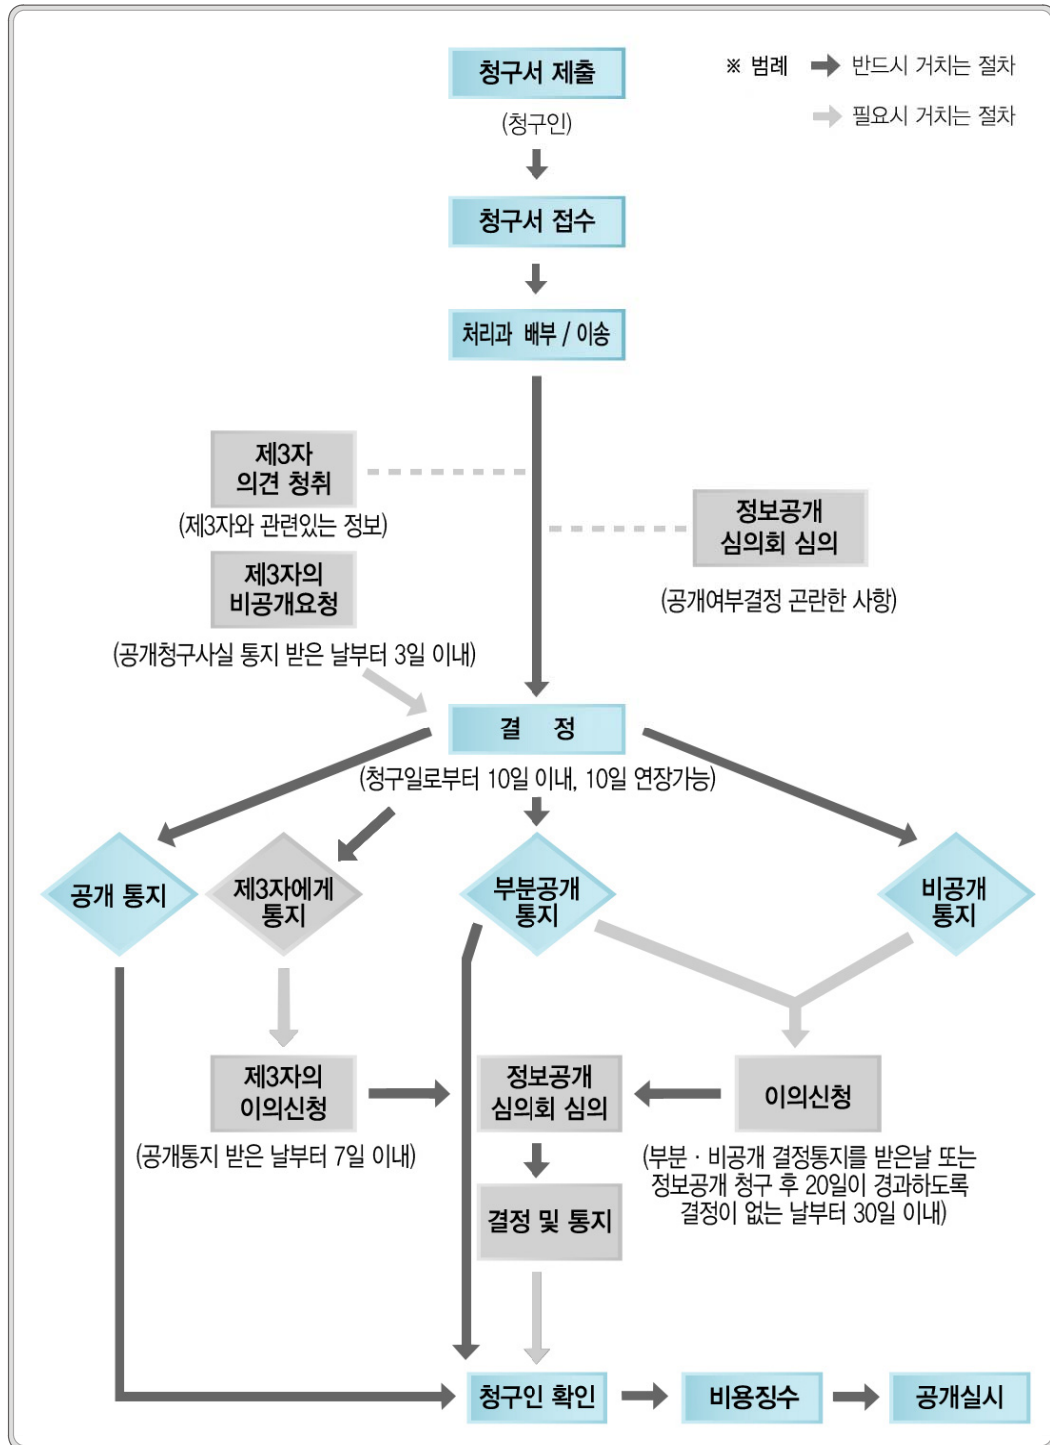 청구서 제출
※ 범례
반드시 거치는 절차
필요시 거치는 절차
(청구인)
청구서 접수
처리과 배부 / 이송
제3자
의견 청취
(제3자와 관련있는 정보)
정보공개
심의회 심의
(공개여부결정 곤란한 사항)
제3자의
비공개요청
(공개청구사실 통지 받은 날부터 3일 이내)
결 정
(청구일로부터 10일 이내, 10일 연장가능)
공개 통지
제3자에게
통지
부분공개
통지
비공개
통지
제3자의
이의신청
(공개통지 받은 날부터 7일 이내)
정보공개
심의회 심의
이의신청
(부분 · 비공개 결정통지를 받은날 또는
정보공개 청구 후 20일이 경과하도록
결정이 없는 날부터 30일 이내)
결정 및 통지
청구인 확인
비용징수
공개실시